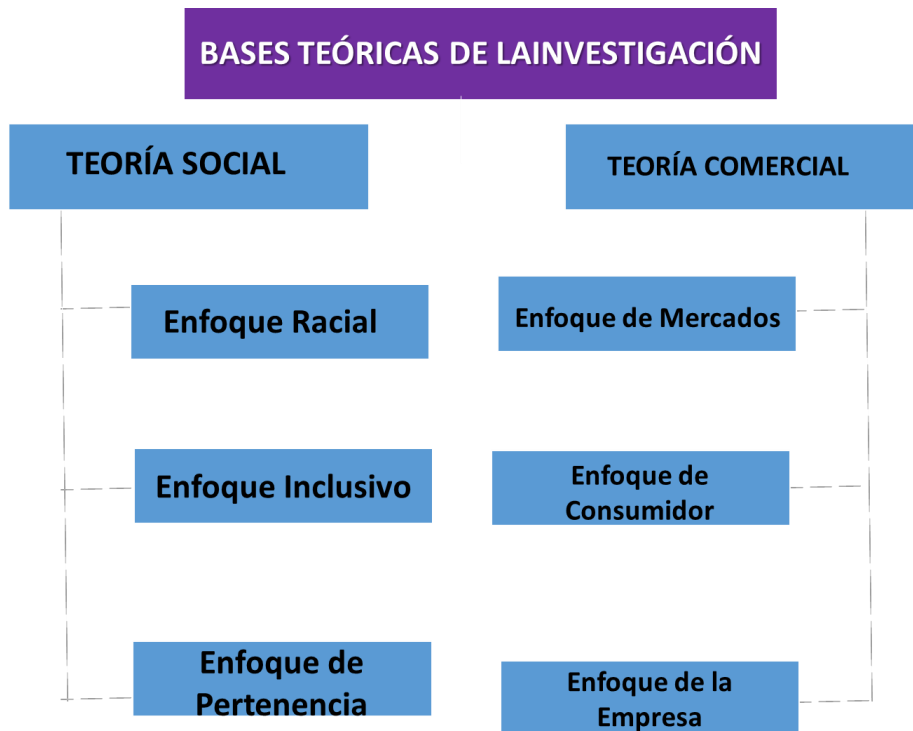 BASES TEÓRICAS DE LAINVESTIGACIÓN
TEORÍA SOCIAL
TEORÍA COMERCIAL
Enfoque Racial
Enfoque de Mercados
Enfoque Inclusivo
Enfoque de
Consumidor
Enfoque de
Pertenencia
Enfoque de la
Empresa